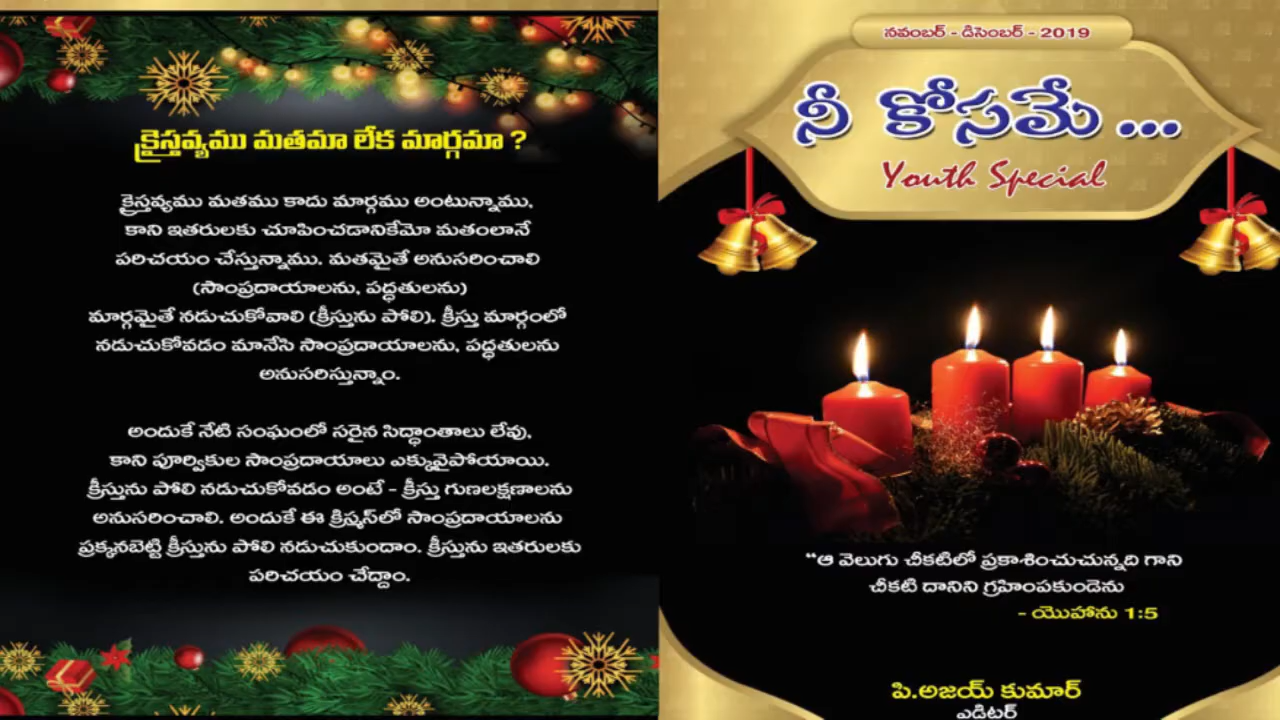 క్రైస్తవ్యము మతమా లేక మార్గమా ?
క్రైస్తవ్యము మతము కాదు మార్గము అంటున్నాము,
కాని ఇతరులకు చూపించడానికేమో మతంలానే
పరిచయం చేస్తున్నాము. మతమైతే అనుసరించాలి
(సాంప్రదాయాలను, పద్ధతులను)
మార్గమైతే నడుచుకోవాలి (క్రీస్తును పోలి). క్రీస్తు మార్గంలో
నడుచుకోవడం మానేసి సాంప్రదాయాలను, పద్ధతులను
అనుసరిస్తున్నాం.
అందుకే నేటి సంఘంలో సరైన సిద్ధాంతాలు లేవు,
కాని పూర్వికుల సాంప్రదాయాలు ఎక్కువైపోయాయి.
క్రీస్తును పోలి నడుచుకోవడం అంటే - క్రీస్తు గుణలక్షణాలను
అనుసరించాలి. అందుకే ఈ క్రిస్మస్‌లో సాంప్రదాయాలను
ప్రక్కనబెట్టి క్రీస్తును పోలి నడుచుకుందాం. క్రీస్తును ఇతరులకు
పరిచయం చేద్దాం.
నవంబర్ - డిసెంబర్ - 2019
నీ కోసమే ...
Youth Special
“ఆ వెలుగు చీకటిలో ప్రకాశించుచున్నది గాని
చీకటి దానిని గ్రహింపకుండెను
- యొహాను 1:5
పి.అజయ్ కుమార్
ఎడిటర్